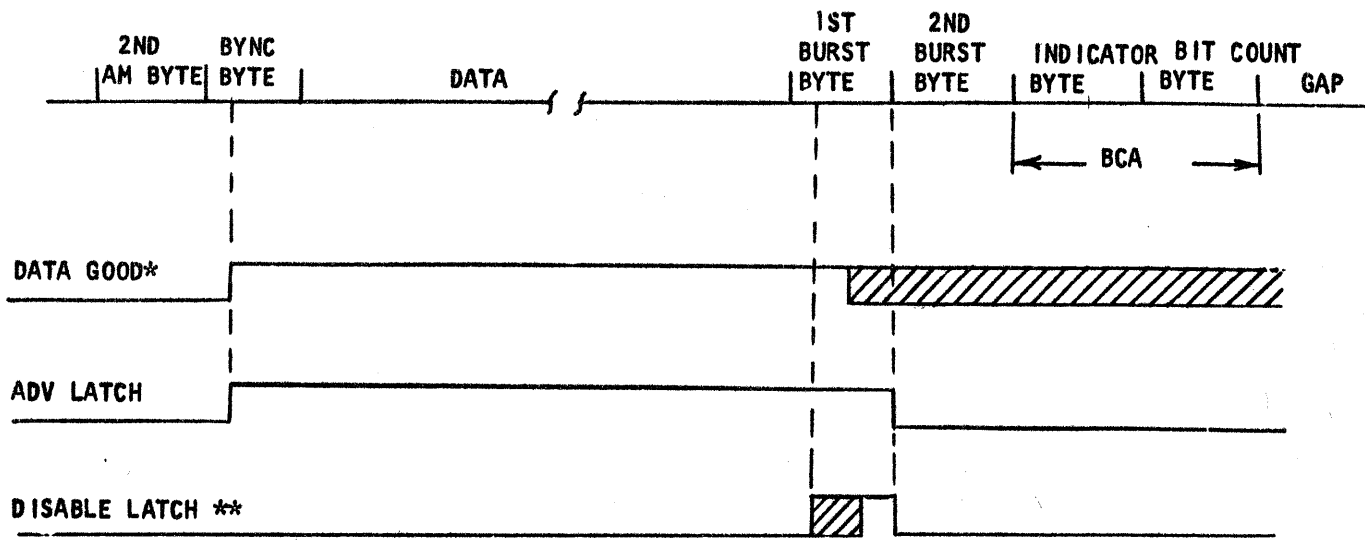 2ND
AM BYTE
BYNC
BYTE
DATA
1ST
BURST
BYTE
2ND
BURST
BYTE
INDICATOR
BYTE
BIT COUNT
BYTE
GAP
BCA
DATA GOOD*
ADV LATCH
DISABLE LATCH **